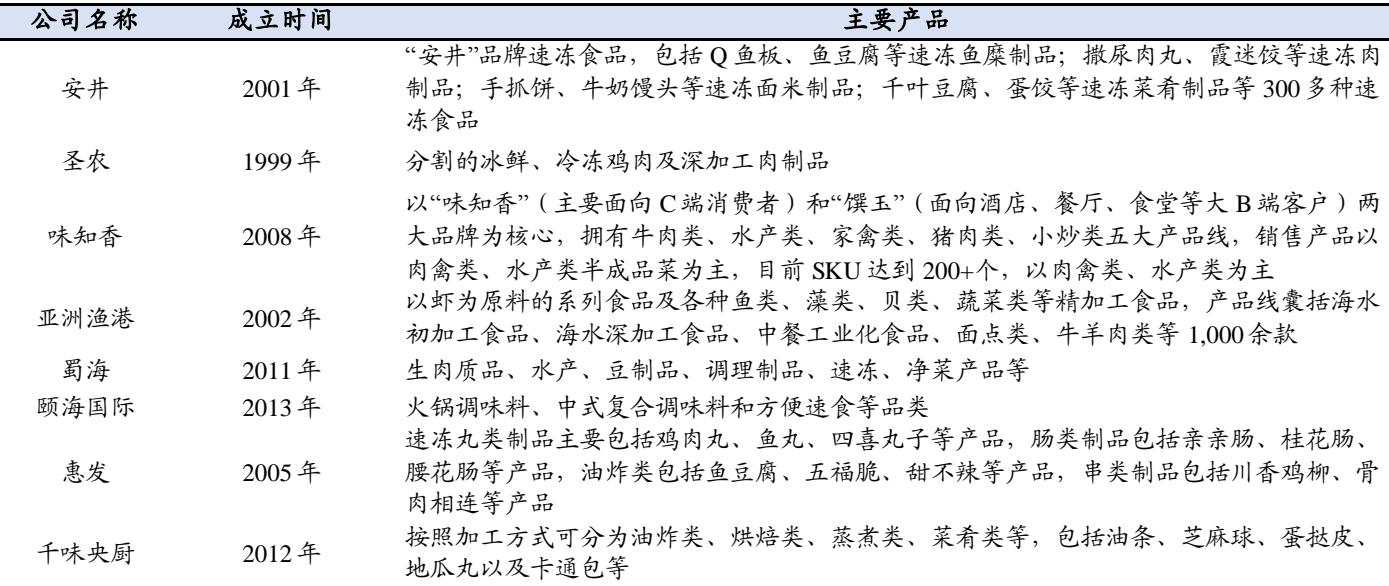 公司名称 成立时间 主要产品
“安井”品牌速冻食品，包括 Q 鱼板、鱼豆腐等速冻鱼糜制品；撒尿肉丸、霞迷饺等速冻肉
安井 2001 年 制品；手抓饼、牛奶馒头等速冻面米制品；千叶豆腐、蛋饺等速冻菜肴制品等 300 多种速
冻食品
圣农 1999 年 分割的冰鲜、冷冻鸡肉及深加工肉制品
以“味知香”（主要面向 C 端消费者）和“馔玉”（面向酒店、餐厅、食堂等大 B 端客户）两
味知香 2008 年 大品牌为核心，拥有牛肉类、水产类、家禽类、猪肉类、小炒类五大产品线，销售产品以
肉禽类、水产类半成品菜为主，目前 SKU 达到 200+个，以肉禽类、水产类为主
以虾为原料的系列食品及各种鱼类、藻类、贝类、蔬菜类等精加工食品，产品线囊括海水
亚洲渔港 2002 年 初加工食品、海水深加工食品、中餐工业化食品、面点类、牛羊肉类等 1,000 余款
蜀海 2011 年 生肉质品、水产、豆制品、调理制品、速冻、净菜产品等
颐海国际 2013 年 火锅调味料、中式复合调味料和方便速食等品类
速冻丸类制品主要包括鸡肉丸、鱼丸、四喜丸子等产品，肠类制品包括亲亲肠、桂花肠、
惠发 2005 年 腰花肠等产品，油炸类包括鱼豆腐、五福脆、甜不辣等产品，串类制品包括川香鸡柳、骨
肉相连等产品
千味央厨 2012 年 按照加工方式可分为油炸类、烘焙类、蒸煮类、菜肴类等，包括油条、芝麻球、蛋挞皮、
地瓜丸以及卡通包等